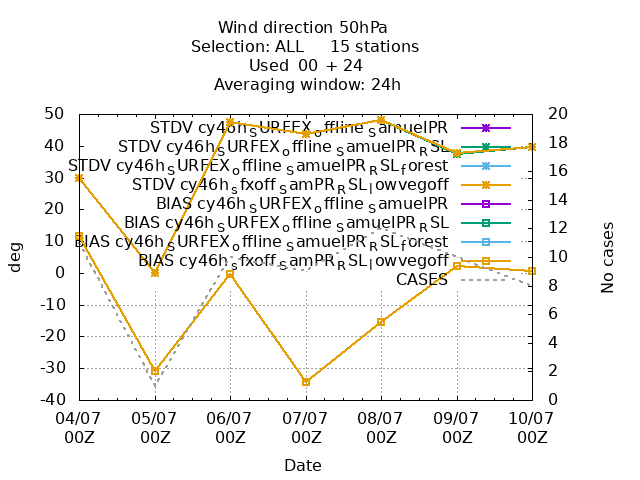 Wind direction 50hPa
Selection: ALL 15 stations
Used 00 + 24
Averaging window: 24h
50 20
40 18
30 16
20 14
10 12
0 10
-10 8
-20 6
-30 4
-40 2
0
deg
No cases
STDV cy46h_SURFEX_offline_SamuelPR
STDV cy46h_SURFEX_offline_SamuelPR_RSL
STDV cy46h_SURFEX_offline_SamuelPR_RSL_forest
STDV cy46h_sfxoff_SamPR_RSL_lowvegoff
BIAS cy46h_SURFEX_offline_SamuelPR
BIAS cy46h_SURFEX_offline_SamuelPR_RSL
BIAS cy46h_SURFEX_offline_SamuelPR_RSL_forest
BIAS cy46h_sfxoff_SamPR_RSL_lowvegoff
CASES
04/07 05/07 06/07 07/07 08/07 09/07 10/07
00Z 00Z 00Z 00Z 00Z 00Z 00Z
Date